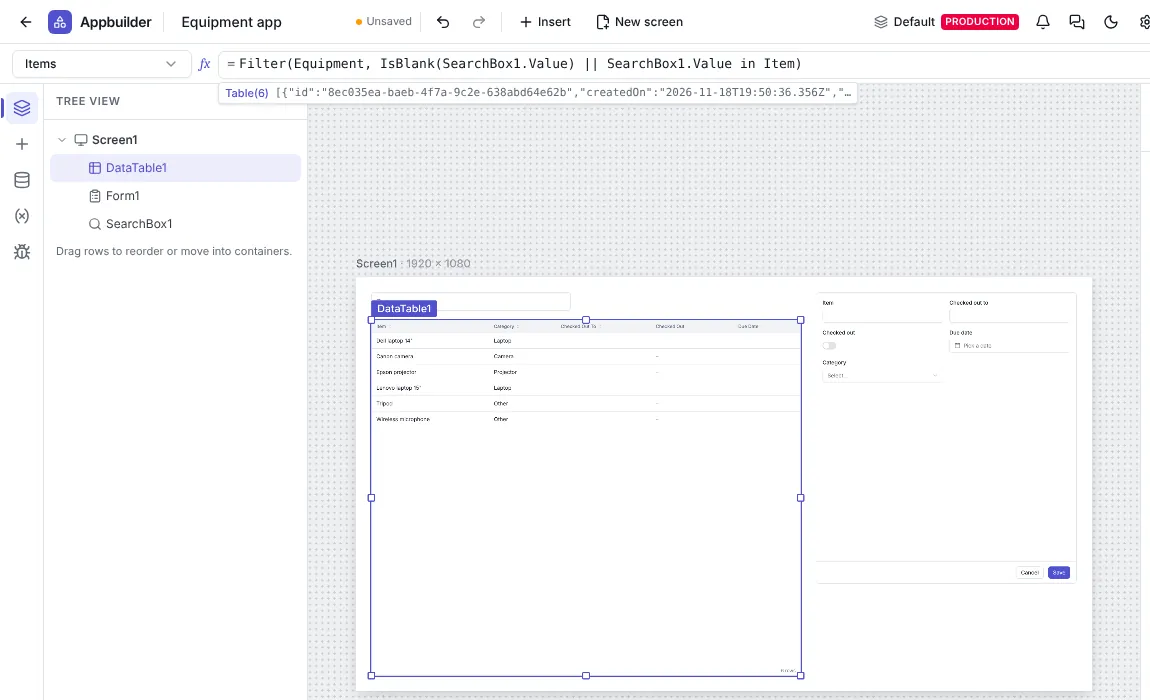 Appbuilder
Equipment app
Unsaved
Insert
New screen
Default
PRODUCTION
Items
fx
= Filter(Equipment, IsBlank(SearchBox1.Value) || SearchBox1.Value in Item)
Table(6) [{"id":"8ec035ea-baeb-4f7a-9c2e-638abd64e62b","createdOn":"2026-11-18T19:50:36.356Z","…
TREE VIEW
Screen1
DataTable1
Form1
SearchBox1
Drag rows to reorder or move into containers.
Screen1 · 1920 × 1080
DataTable1
Item Category Checked Out To Checked Out Due Date
Dell laptop 14" Laptop
Canon camera Camera –
Epson projector Projector –
Lenovo laptop 15" Laptop
Tripod Other –
Wireless microphone Other –
Item Checked out to
Checked out Due date
Pick a date
Category
Select...
Cancel Save